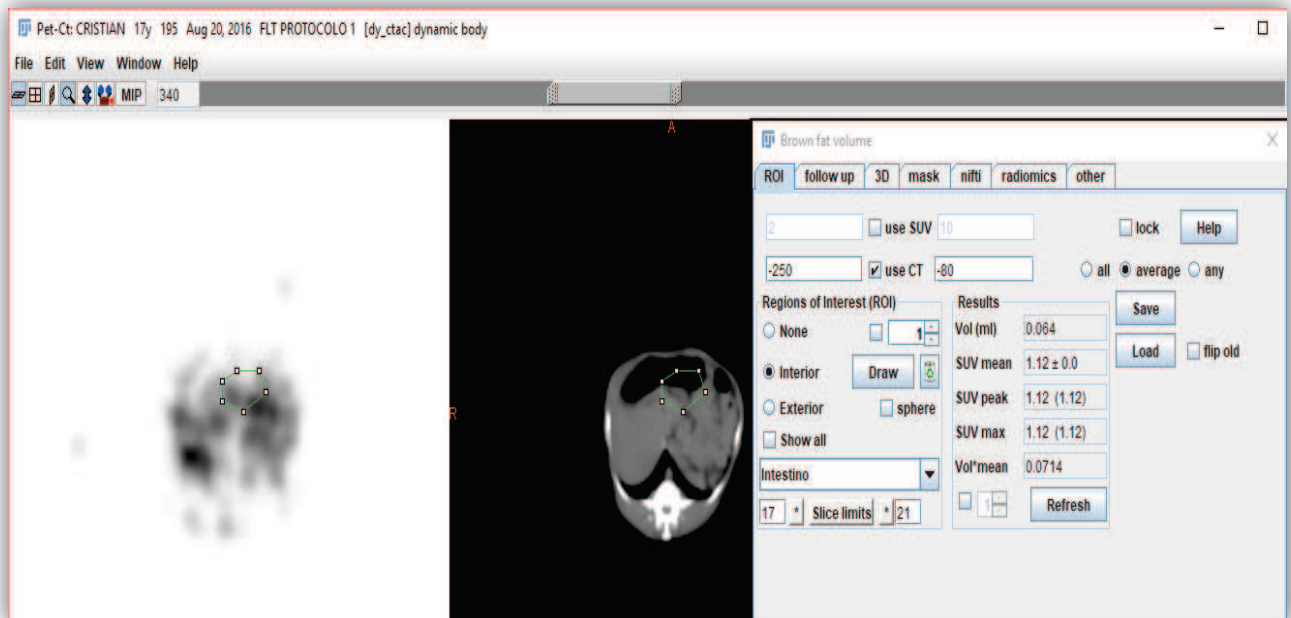 Pet-Ct: CRISTIAN 17y 195 Aug 20, 2016 FLT PROTOCOLO 1 [dy_ctac] dynamic body
File Edit View Window Help
MIP 340
A
R
Brown fat volume
ROI follow up 3D mask nifti radiomics other
2 use SUV 10 lock Help
-250 use CT -80 all average any
Regions of Interest (ROI)
None 1
Interior Draw
Exterior sphere
Show all
Intestino
17 * Slice limits * 21
Results
Vol (ml) 0.064
SUV mean 1.12 ± 0.0
SUV peak 1.12 (1.12)
SUV max 1.12 (1.12)
Vol*mean 0.0714
1 Refresh
Save
Load flip old